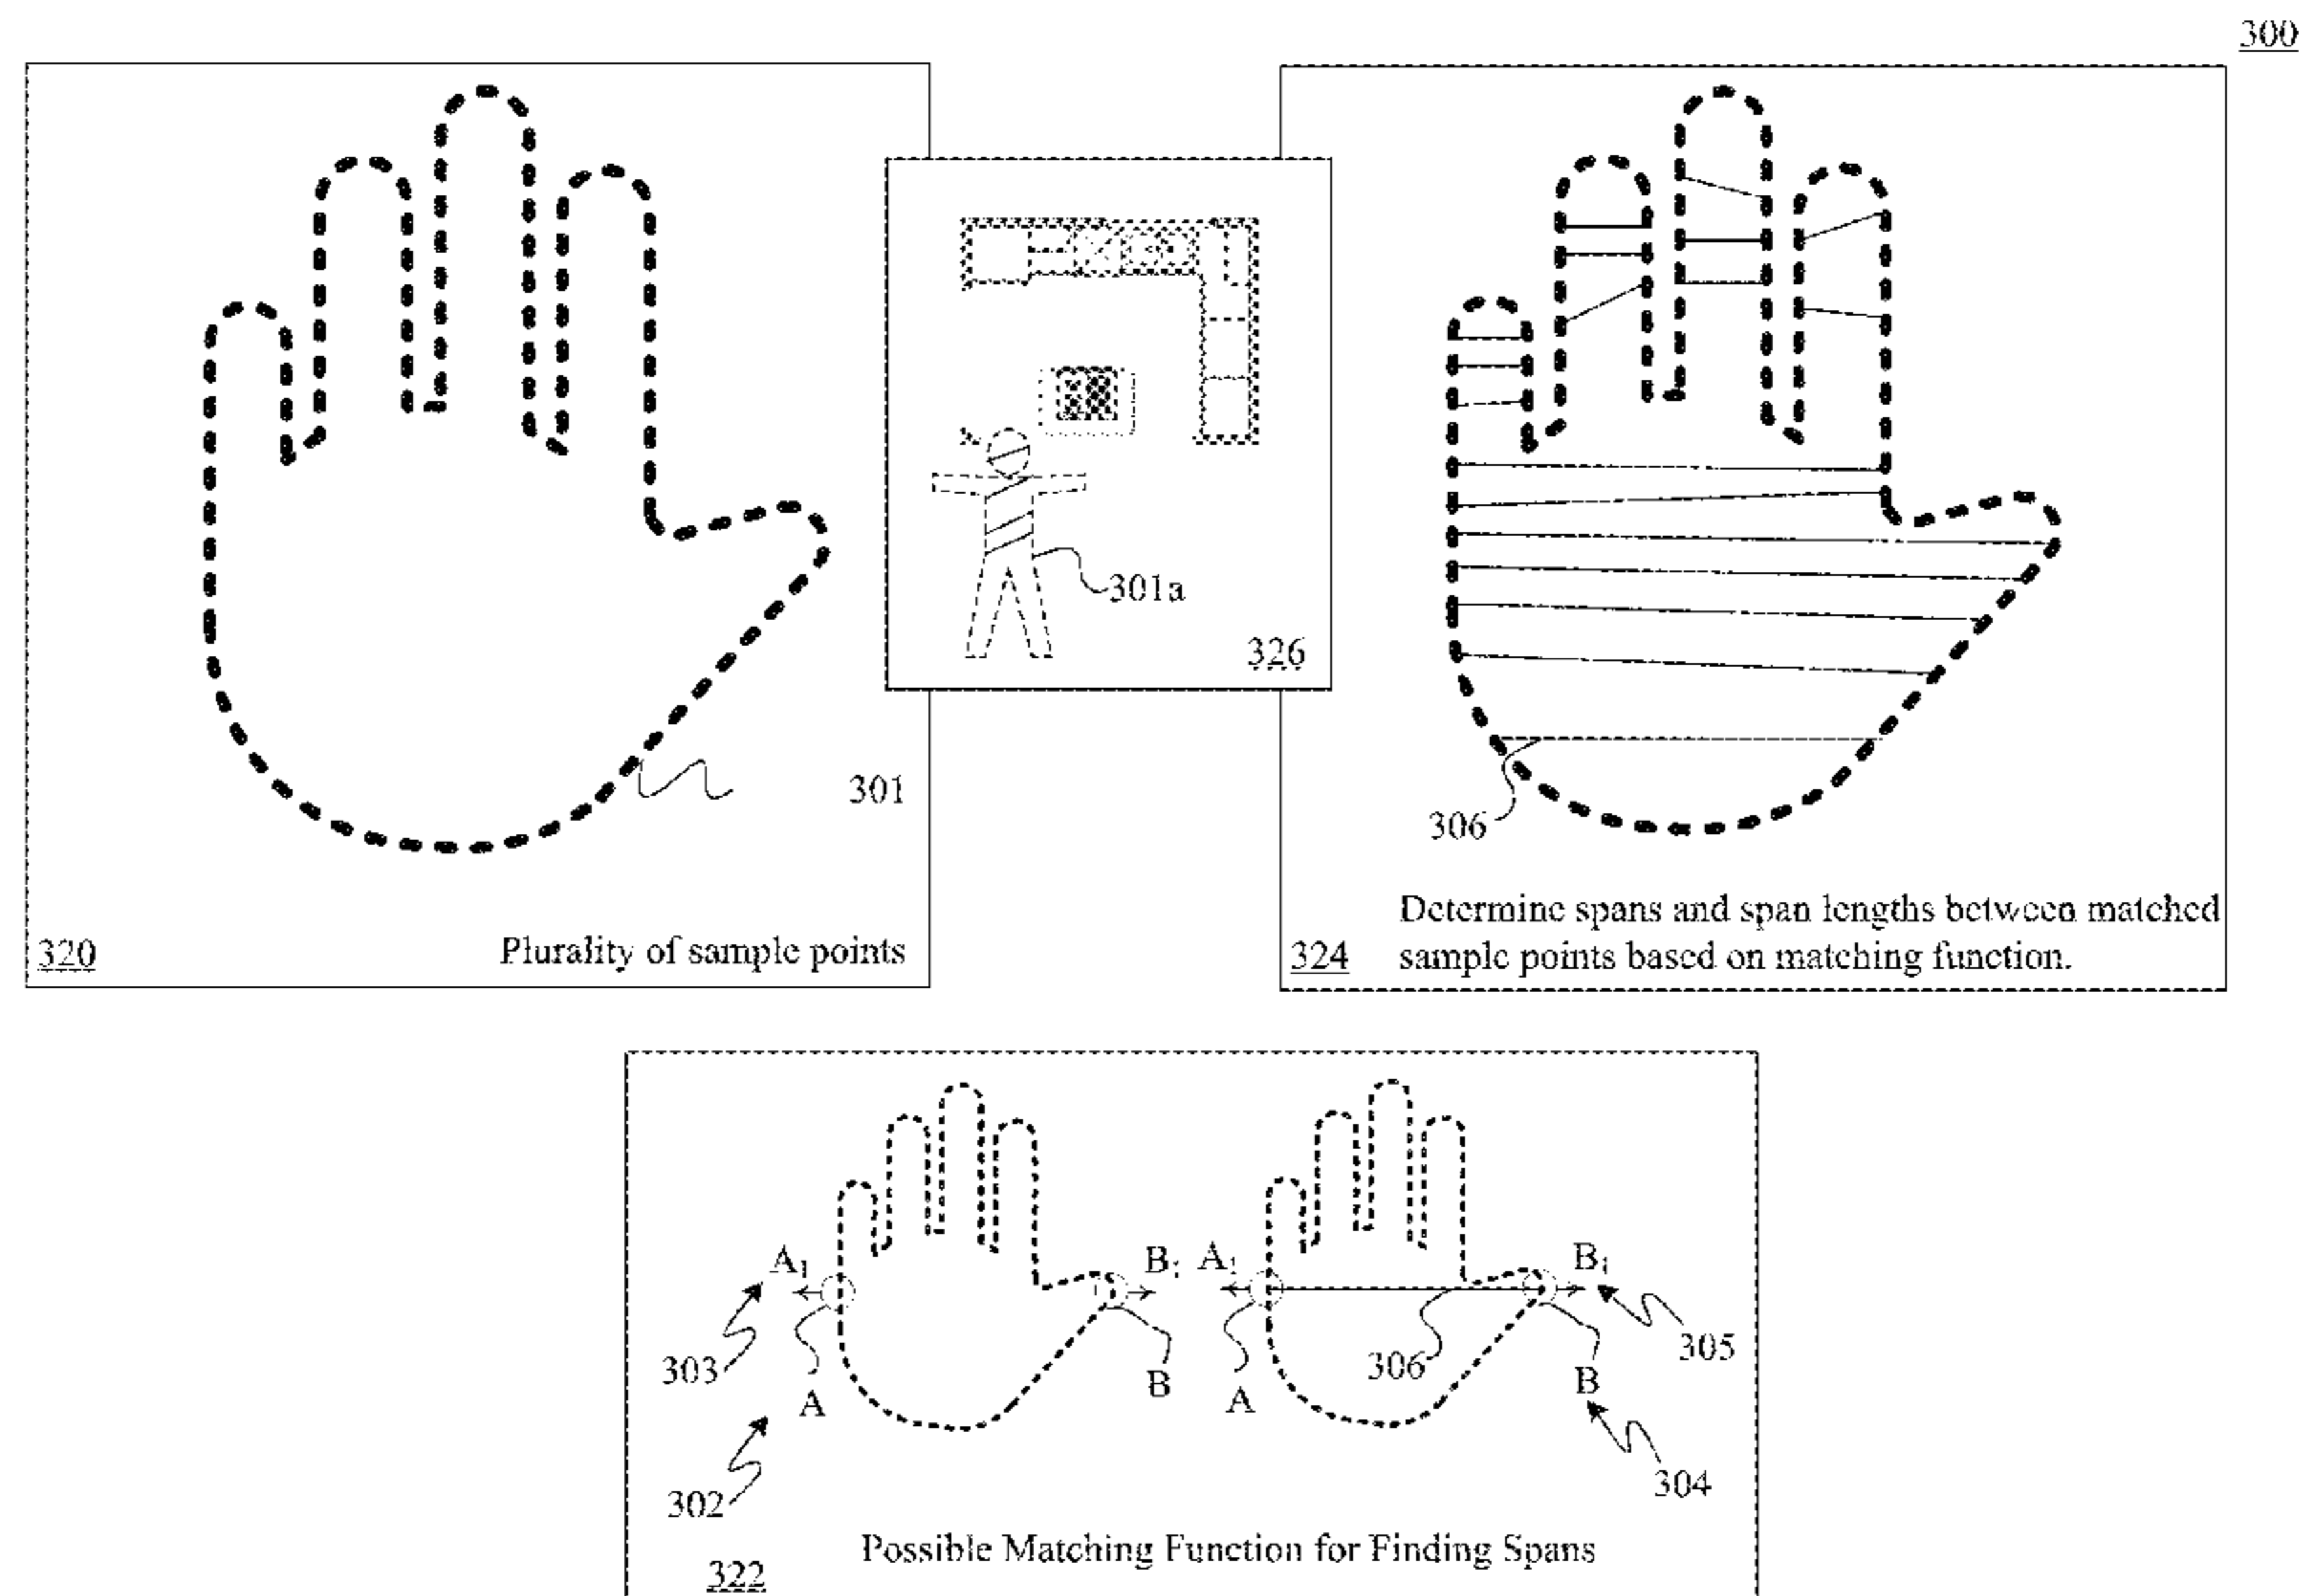 300
301a
326
301
320
Plurality of sample points
306
324
Determine spans and span lengths between matched
sample points based on matching function.
A₁
B₁
A₁
B₁
303
A
B
306
A
B
305
302
304
Possible Matching Function for Finding Spans
322